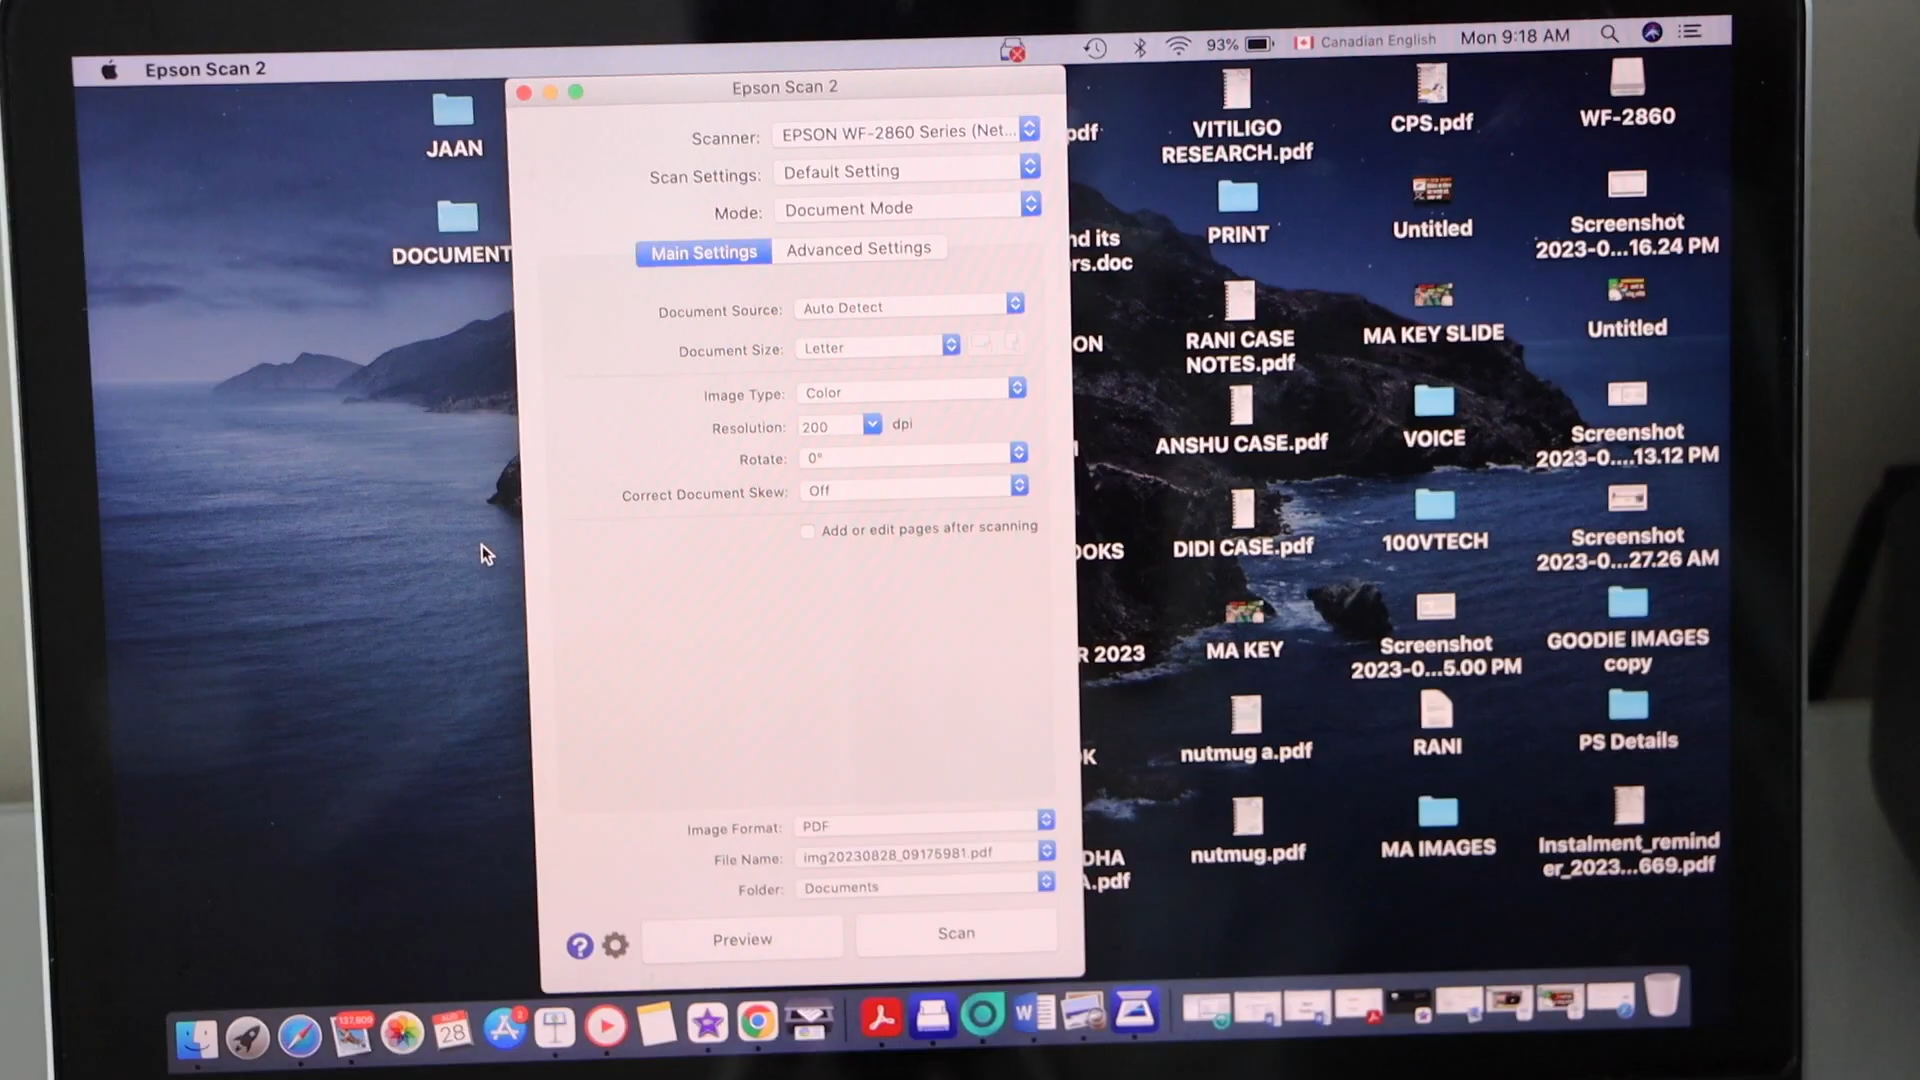 Epson Scan 2
93%
Canadian English
Mon 9:18 AM
JAAN
DOCUMENT
Epson Scan 2
Scanner: EPSON WF-2860 Series (Net...
Scan Settings: Default Setting
Mode: Document Mode
Main Settings
Advanced Settings
Document Source: Auto Detect
Document Size: Letter
Image Type: Color
Resolution: 200 dpi
Rotate: 0°
Correct Document Skew: Off
Add or edit pages after scanning
Image Format: PDF
File Name: img20230828_09175981.pdf
Folder: Documents
?
Preview
Scan
pdf
nd its
rs.doc
ON
OOKS
R 2023
K
DHA
A.pdf
VITILIGO
RESEARCH.pdf
PRINT
RANI CASE
NOTES.pdf
ANSHU CASE.pdf
DIDI CASE.pdf
MA KEY
nutmug a.pdf
nutmug.pdf
CPS.pdf
Untitled
MA KEY SLIDE
VOICE
100VTECH
Screenshot
2023-0...5.00 PM
RANI
MA IMAGES
WF-2860
Screenshot
2023-0...16.24 PM
Untitled
Screenshot
2023-0....13.12 PM
Screenshot
2023-0...27.26 AM
GOODIE IMAGES
copy
PS Details
Instalment_remind
er_2023...669.pdf
137,809
AUG
28
3
W